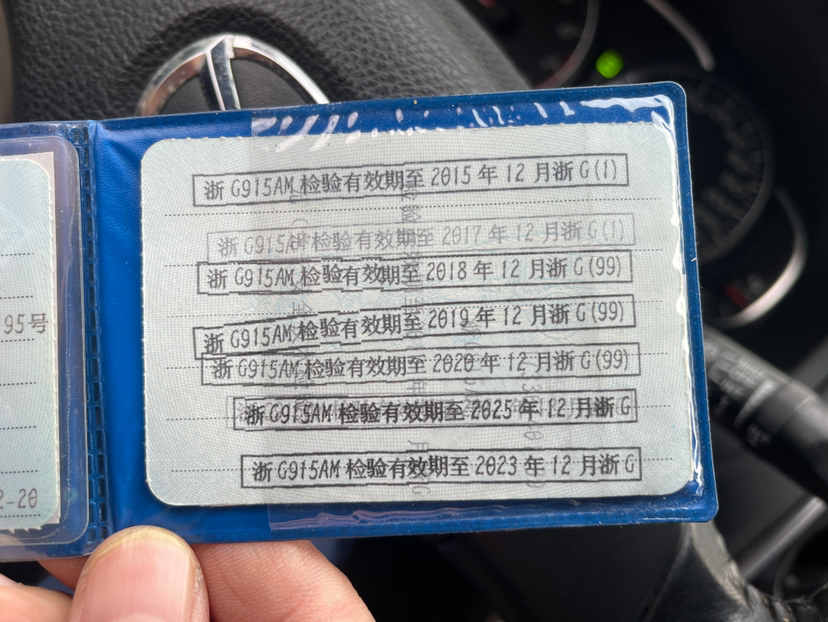 浙G915AM检验有效期至2015年12月浙G(1)
浙G915AM检验有效期至2017年12月浙G(1)
浙G915AM检验有效期至2018年12月浙G(99)
95号
浙G915AM检验有效期至2019年12月浙G(99)
浙G915AM检验有效期至2020年12月浙G(99)
浙G915AM检验有效期至2025年12月浙G
浙G915AM检验有效期至2023年12月浙G
2-20